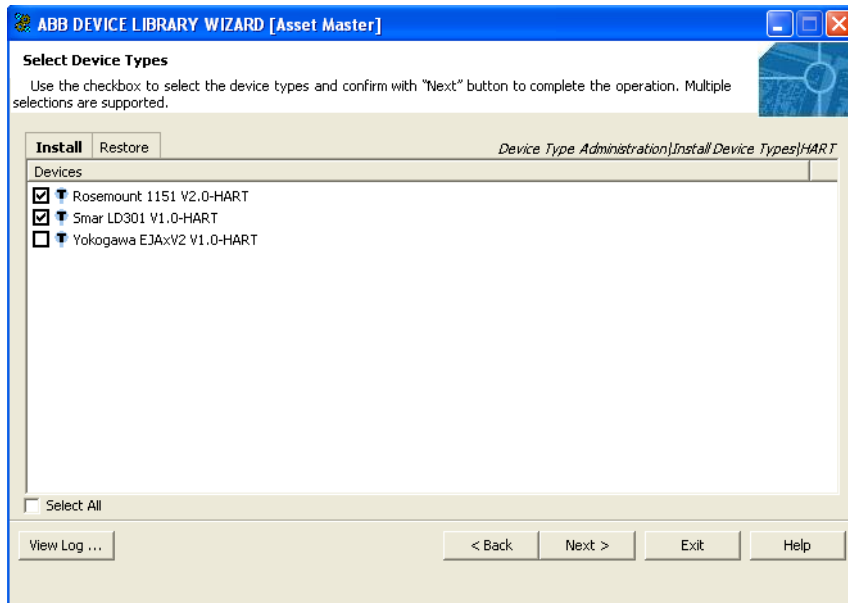 ABB DEVICE LIBRARY WIZARD [Asset Master]
Select Device Types
Use the checkbox to select the device types and confirm with "Next" button to complete the operation. Multiple
selections are supported.
Install Restore Device Type Administration|Install Device Types|HART
Devices
Rosemount 1151 V2.0-HART
Smar LD301 V1.0-HART
Yokogawa EJAxV2 V1.0-HART
Select All
View Log ... < Back Next > Exit Help